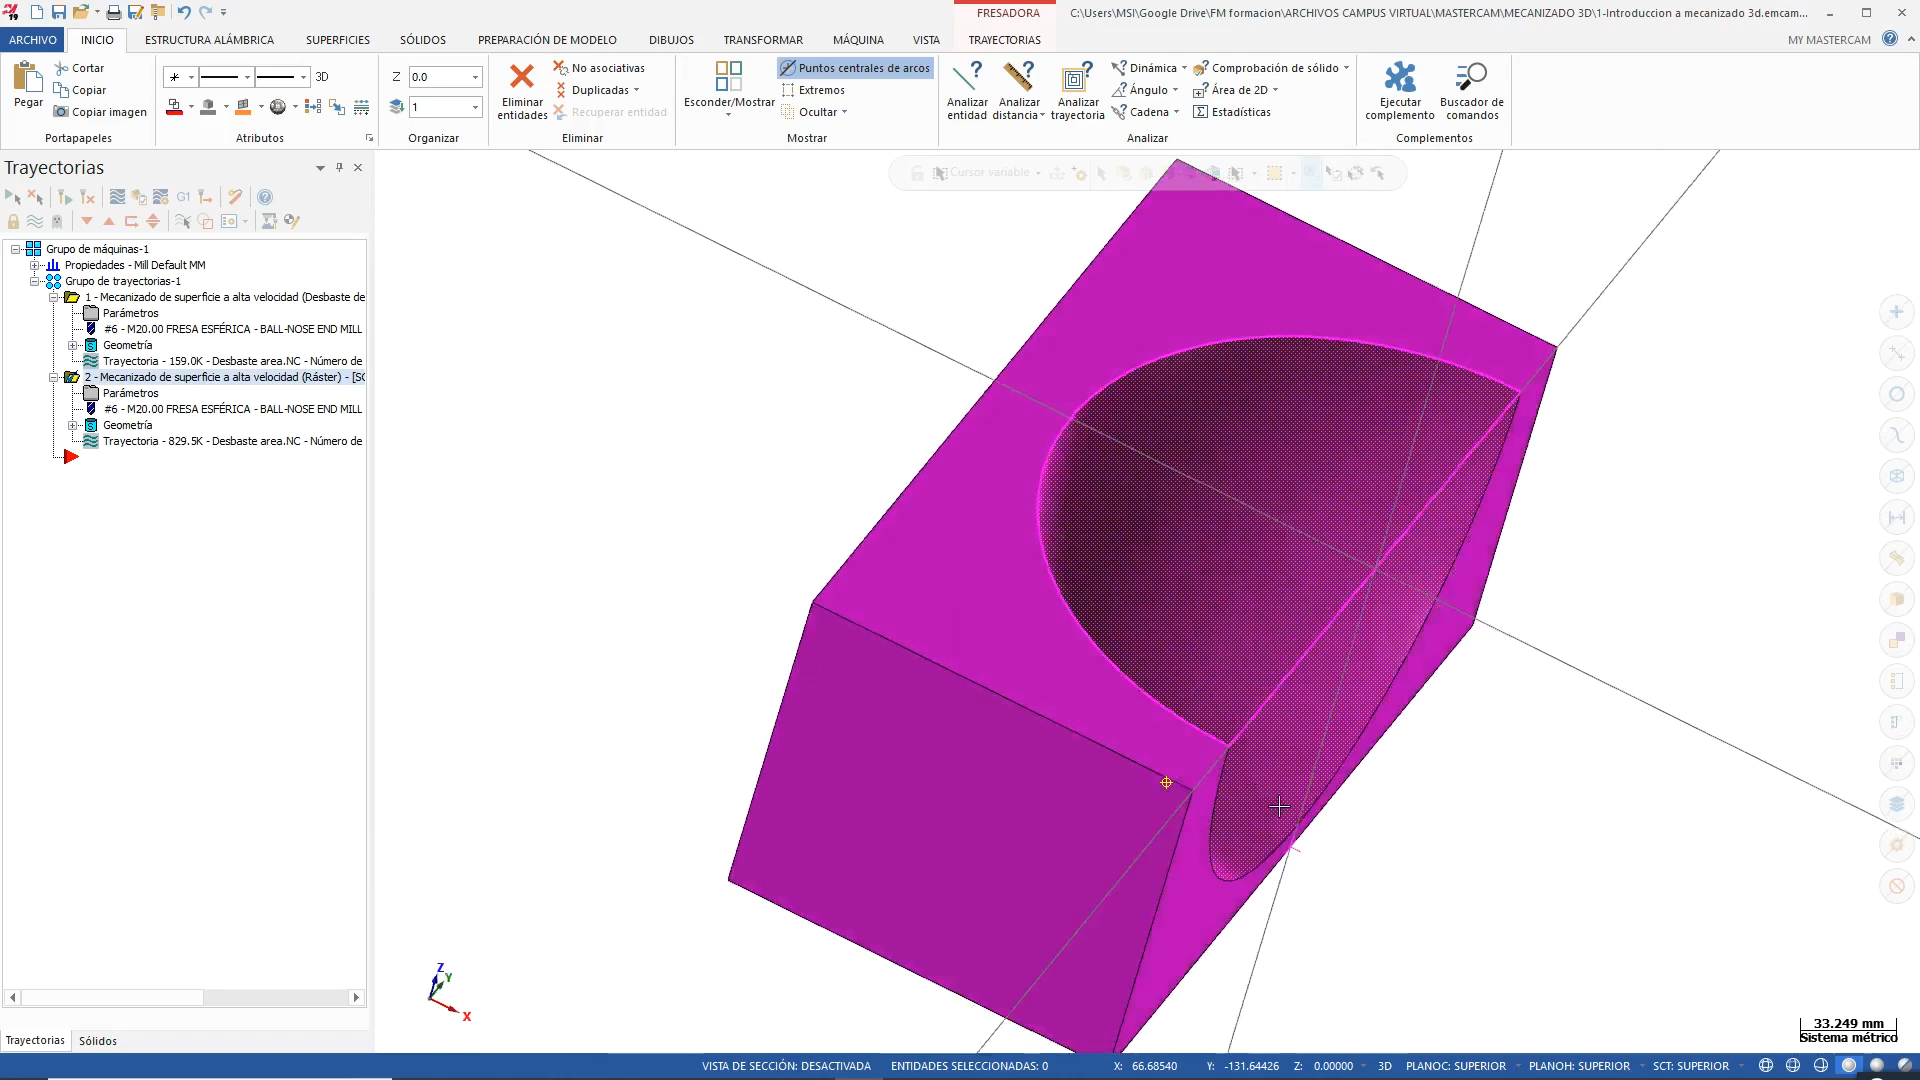 FRESADORA
C:\Users\MSI\Google Drive\FM formacion\ARCHIVOS CAMPUS VIRTUAL\MASTERCAM\MECANIZADO 3D\1-Introduccion a mecanizado 3d.emcam...
ARCHIVO INICIO ESTRUCTURA ALÁMBRICA SUPERFICIES SÓLIDOS PREPARACIÓN DE MODELO DIBUJOS TRANSFORMAR MÁQUINA VISTA TRAYECTORIAS MY MASTERCAM
Pegar
Cortar
Copiar
Copiar imagen
Portapapeles
3D
Atributos
Z 0.0
1
Organizar
Eliminar entidades
No asociativas
Duplicadas
Recuperar entidad
Eliminar
Esconder/Mostrar
Puntos centrales de arcos
Extremos
Ocultar
Mostrar
Analizar entidad
Analizar distancia
Analizar trayectoria
Dinámica
Ángulo
Cadena
Comprobación de sólido
Área de 2D
Estadísticas
Analizar
Ejecutar complemento
Buscador de comandos
Complementos
Trayectorias
G1
Cursor variable
Grupo de máquinas-1
Propiedades - Mill Default MM
Grupo de trayectorias-1
1 - Mecanizado de superficie a alta velocidad (Desbaste de
Parámetros
#6 - M20.00 FRESA ESFÉRICA - BALL-NOSE END MILL
Geometría
Trayectoria - 159.0K - Desbaste area.NC - Número de
2 - Mecanizado de superficie a alta velocidad (Ráster) - [SC
Parámetros
#6 - M20.00 FRESA ESFÉRICA - BALL-NOSE END MILL
Geometría
Trayectoria - 829.5K - Desbaste area.NC - Número de
Z
Y
X
33.249 mm
Sistema métrico
Trayectorias Sólidos
VISTA DE SECCIÓN: DESACTIVADA ENTIDADES SELECCIONADAS: 0 X: 66.68540 Y: -131.64426 Z: 0.00000 3D PLANOC: SUPERIOR PLANOH: SUPERIOR SCT: SUPERIOR